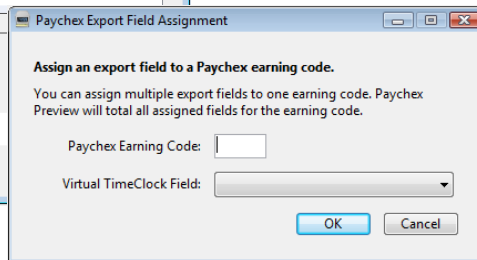 Paychex Export Field Assignment
Assign an export field to a Paychex earning code.
You can assign multiple export fields to one earning code. Paychex
Preview will total all assigned fields for the earning code.
Paychex Earning Code:
Virtual TimeClock Field:
OK Cancel